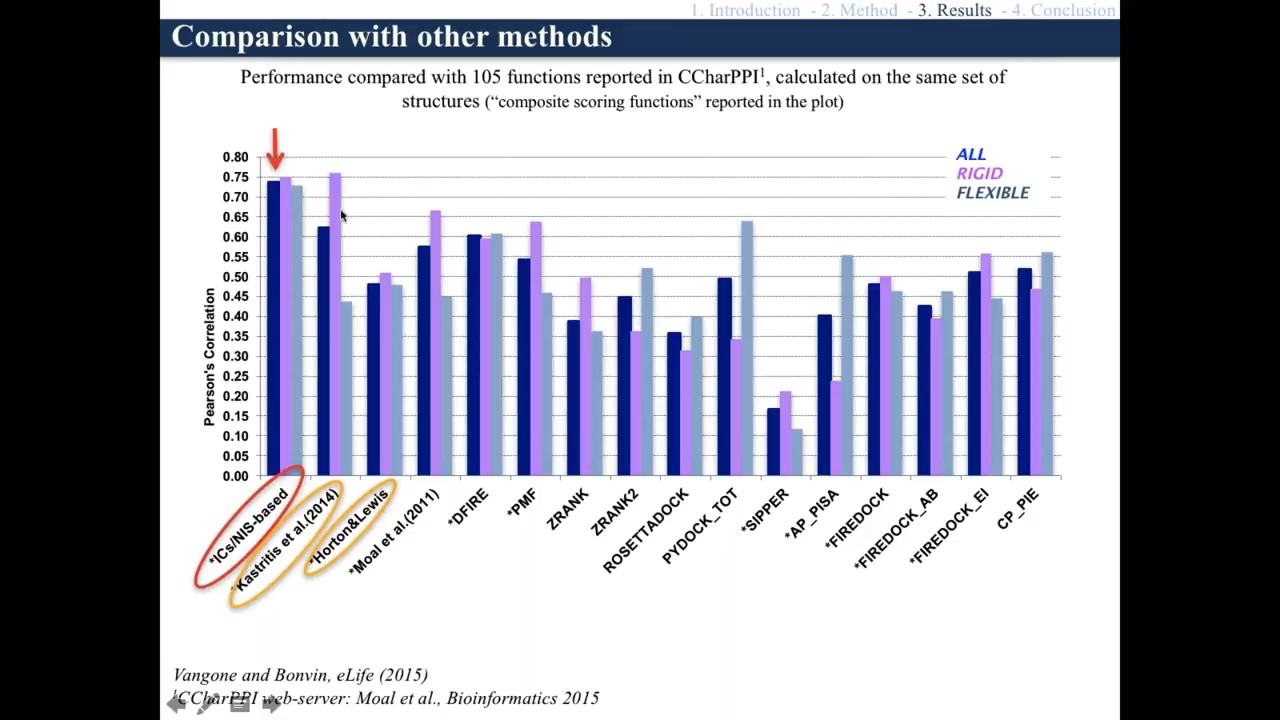 1. Introduction - 2. Method - 3. Results - 4. Conclusion
Comparison with other methods
Performance compared with 105 functions reported in CCharPPI1, calculated on the same set of
structures (“composite scoring functions” reported in the plot)
ALL
RIGID
FLEXIBLE
Pearson's Correlation
0.80
0.75
0.70
0.65
0.60
0.55
0.50
0.45
0.40
0.35
0.30
0.25
0.20
0.15
0.10
0.05
0.00
*ICs/NIS-based
*Kastritis et al.(2014)
*Horton&Lewis
*Moal et al.(2011)
*DFIRE
*PMF
ZRANK
ZRANK2
ROSETTADOCK
PYDOCK_TOT
*SIPPER
*AP_PISA
*FIREDOCK
*FIREDOCK_AB
*FIREDOCK_EI
CP_PIE
Vangone and Bonvin, eLife (2015)
1CCharPPI web-server: Moal et al., Bioinformatics 2015